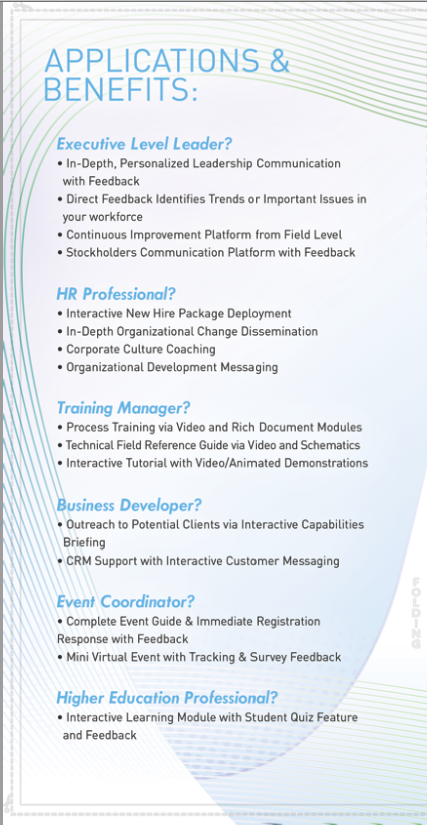 APPLICATIONS &
BENEFITS:
Executive Level Leader?
• In-Depth, Personalized Leadership Communication
with Feedback
• Direct Feedback Identifies Trends or Important Issues in
your workforce
• Continuous Improvement Platform from Field Level
• Stockholders Communication Platform with Feedback
HR Professional?
• Interactive New Hire Package Deployment
• In-Depth Organizational Change Dissemination
• Corporate Culture Coaching
• Organizational Development Messaging
Training Manager?
• Process Training via Video and Rich Document Modules
• Technical Field Reference Guide via Video and Schematics
• Interactive Tutorial with Video/Animated Demonstrations
Business Developer?
• Outreach to Potential Clients via Interactive Capabilities
Briefing
• CRM Support with Interactive Customer Messaging
Event Coordinator?
• Complete Event Guide & Immediate Registration
Response with Feedback
• Mini Virtual Event with Tracking & Survey Feedback
Higher Education Professional?
• Interactive Learning Module with Student Quiz Feature
and Feedback
FOLDING